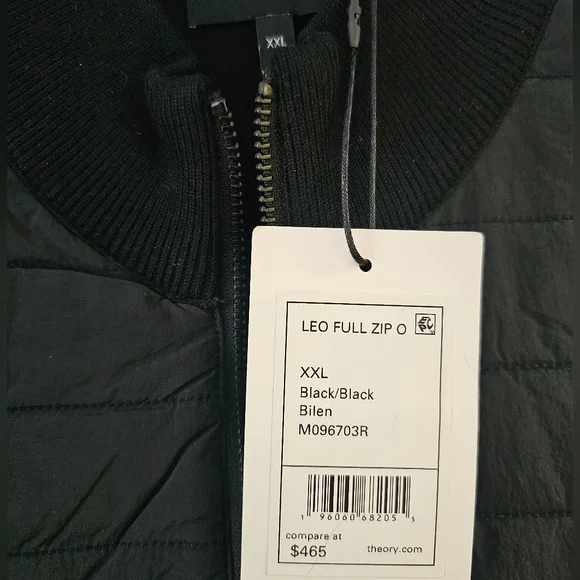 XXL
LEO FULL ZIP O
XXL
Black/Black
Bilen
M096703R
1 96060 68205 5
compare at
$465 theory.com